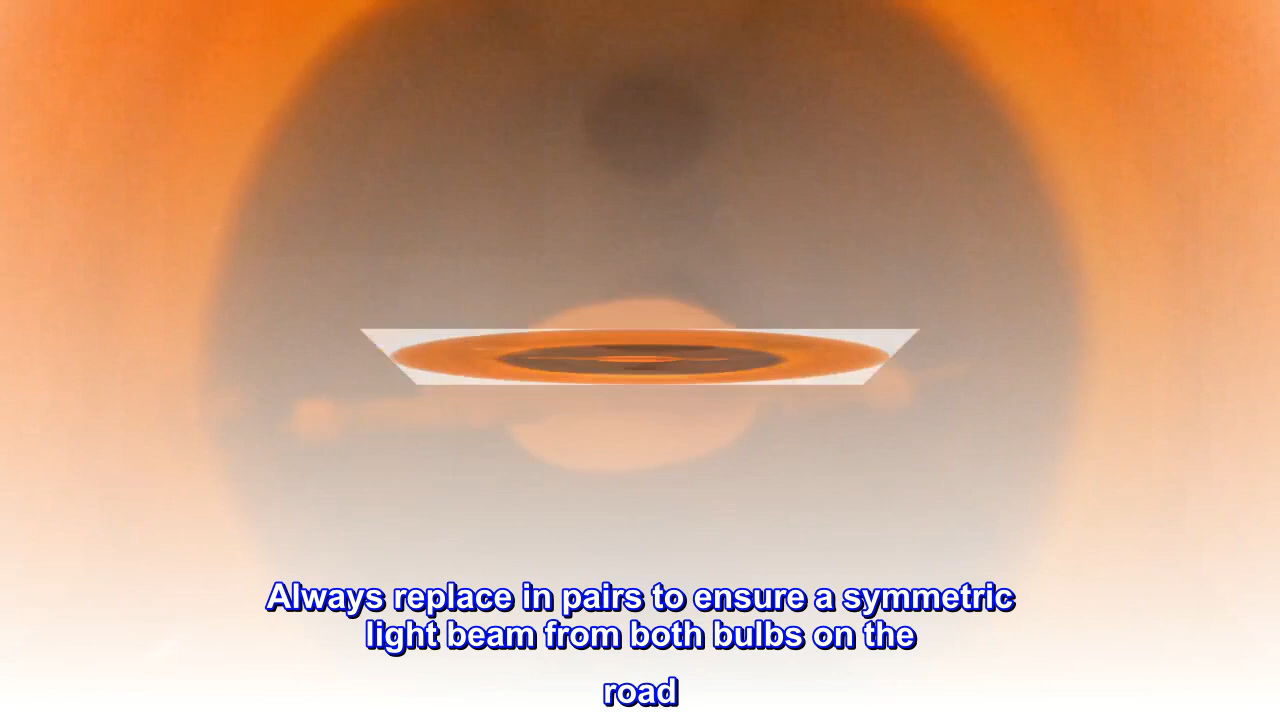 Always replace in pairs to ensure a symmetric
light beam from both bulbs on the
road